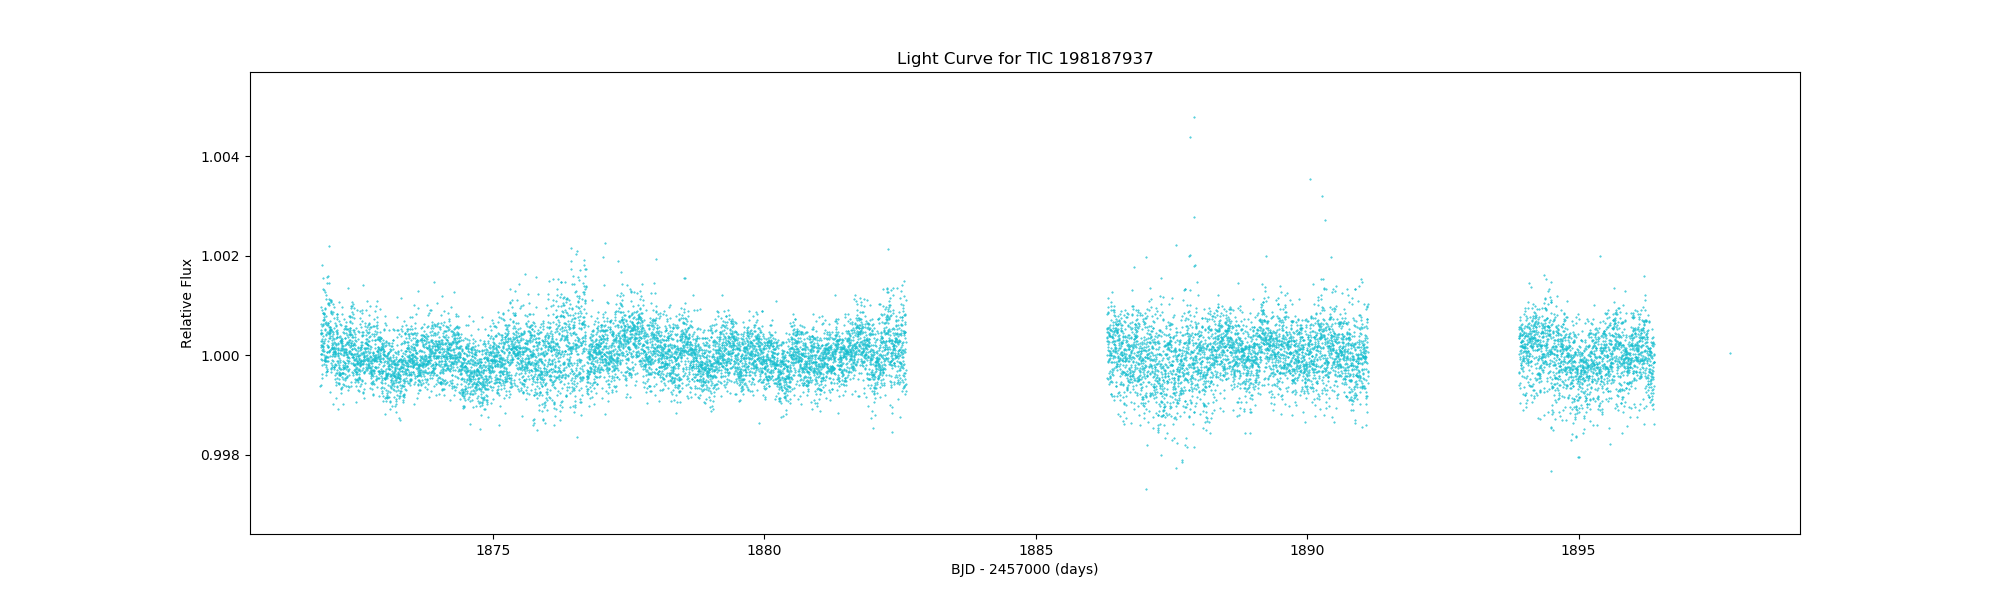 Light Curve for TIC 198187937
Relative Flux
1.004
1.002
1.000
0.998
1875 1880 1885 1890 1895
BJD - 2457000 (days)